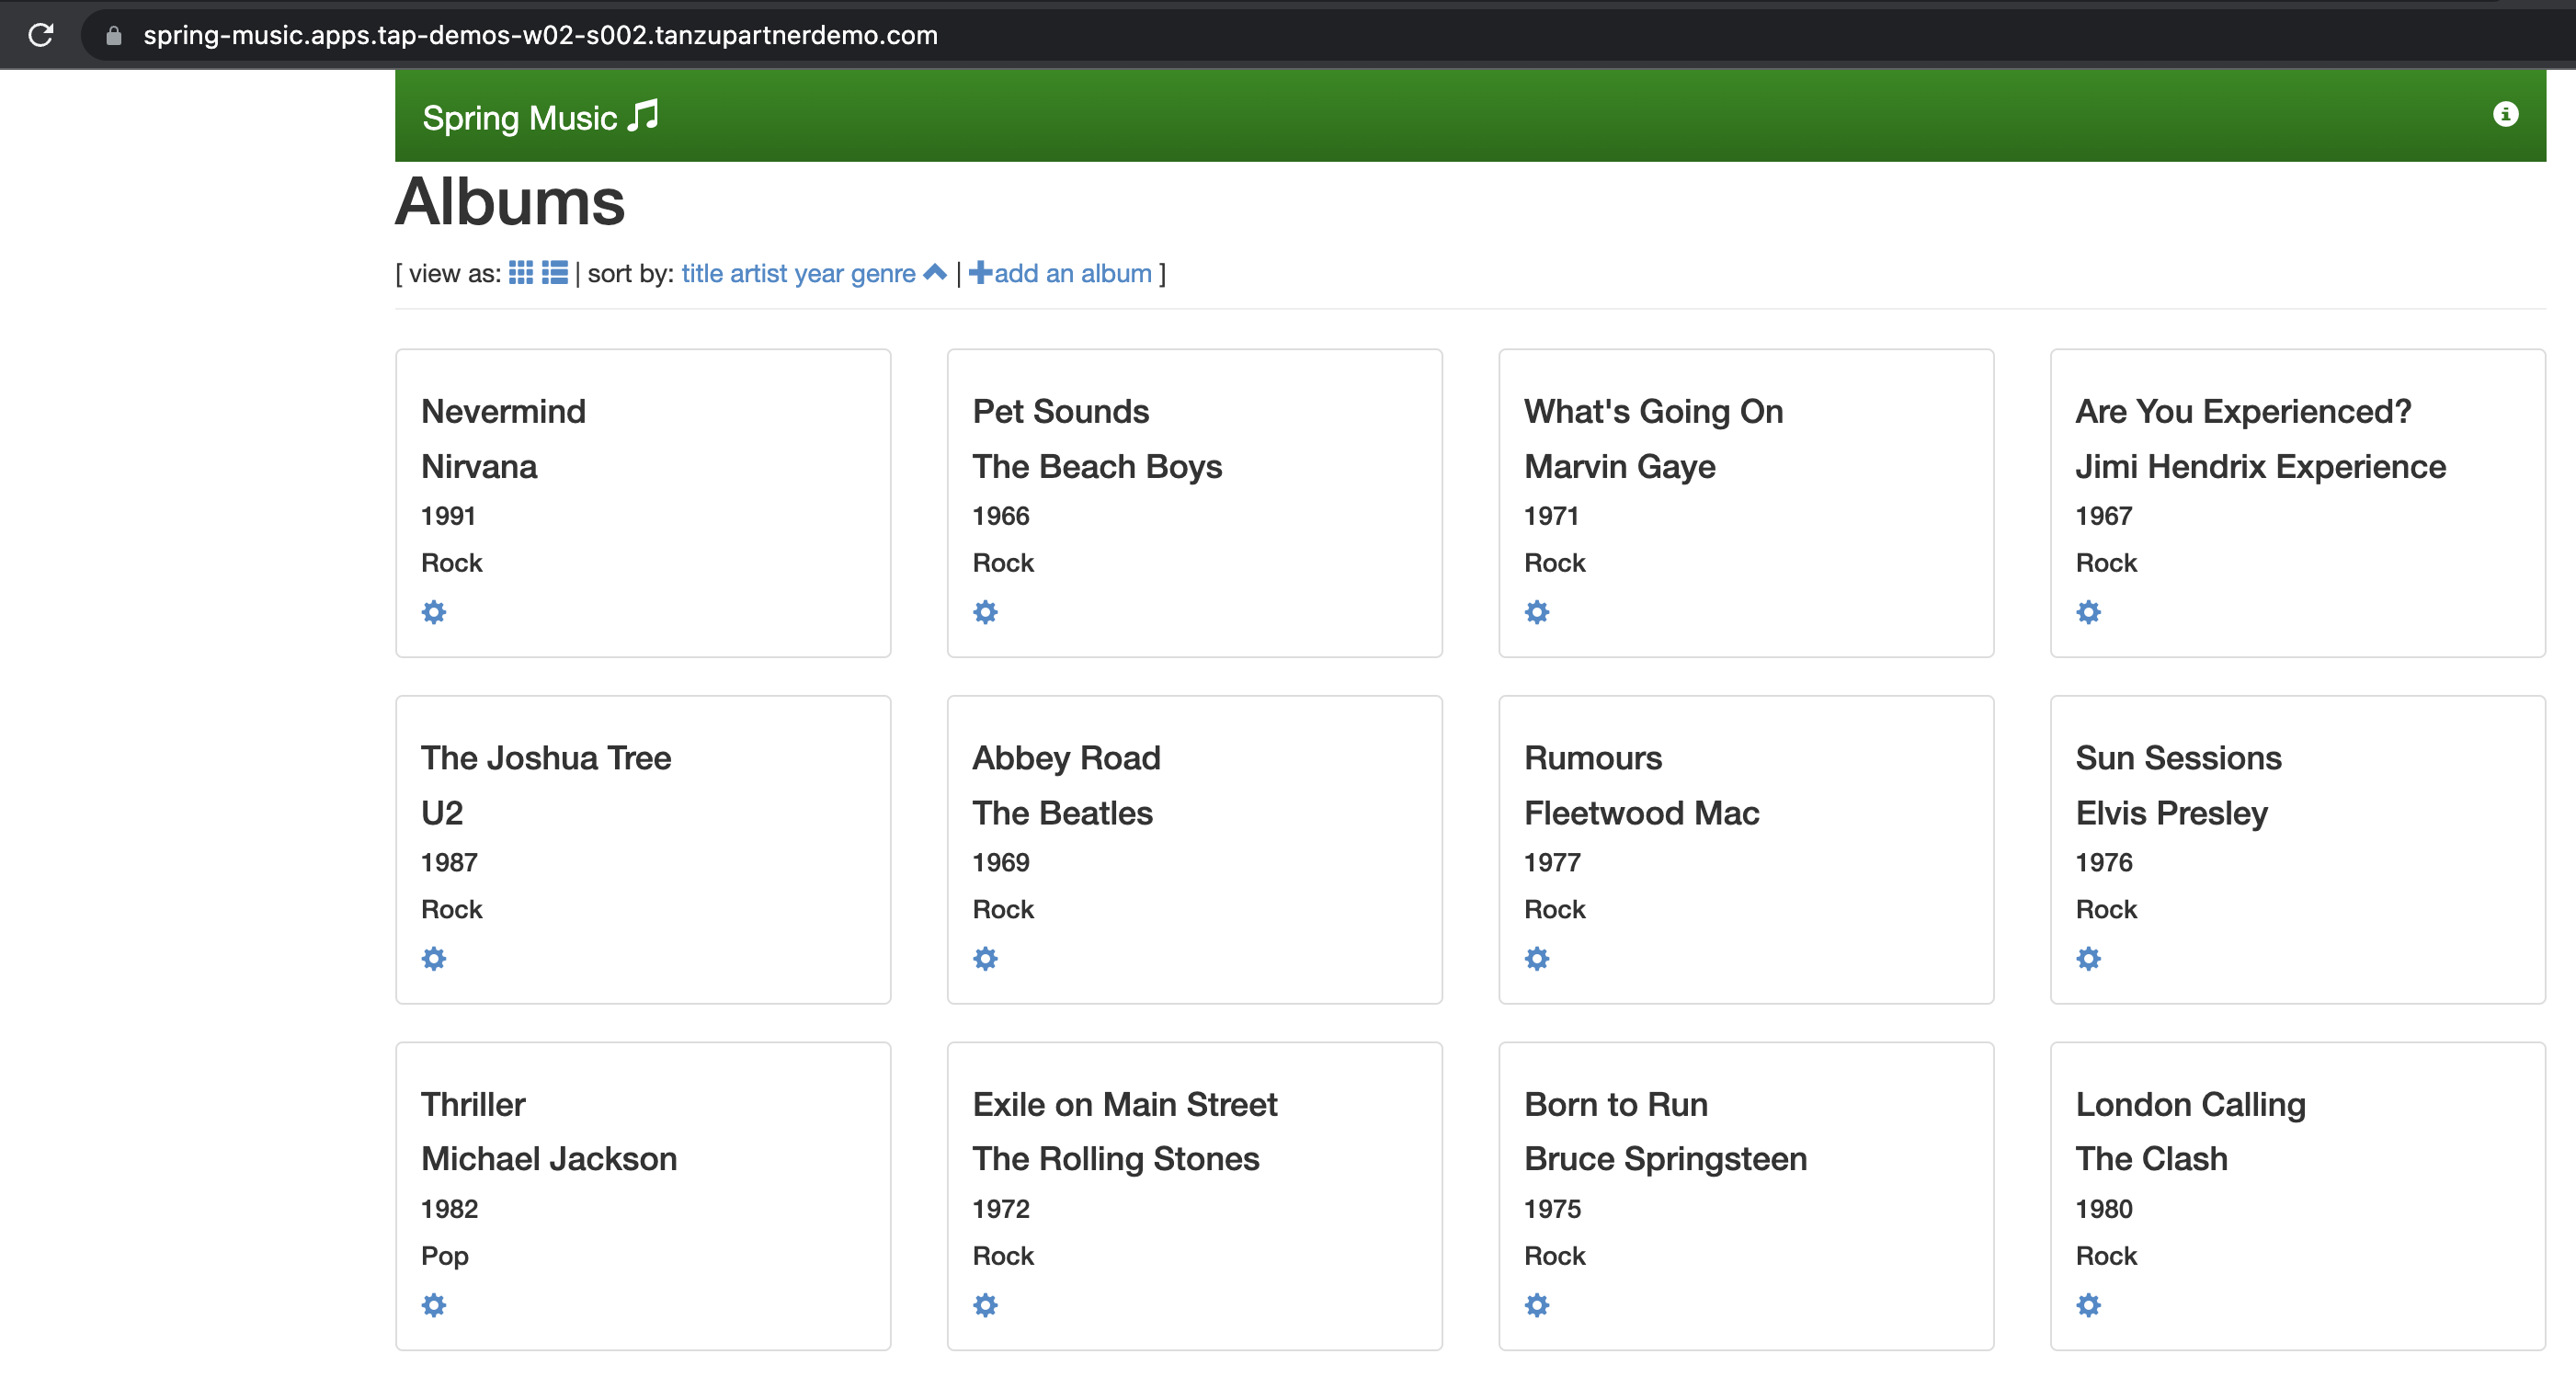 spring-music.apps.tap-demos-w02-s002.tanzupartnerdemo.com
Spring Music
Albums
[ view as: | sort by: title artist year genre | add an album ]
Nevermind
Nirvana
1991
Rock
Pet Sounds
The Beach Boys
1966
Rock
What's Going On
Marvin Gaye
1971
Rock
Are You Experienced?
Jimi Hendrix Experience
1967
Rock
The Joshua Tree
U2
1987
Rock
Abbey Road
The Beatles
1969
Rock
Rumours
Fleetwood Mac
1977
Rock
Sun Sessions
Elvis Presley
1976
Rock
Thriller
Michael Jackson
1982
Pop
Exile on Main Street
The Rolling Stones
1972
Rock
Born to Run
Bruce Springsteen
1975
Rock
London Calling
The Clash
1980
Rock